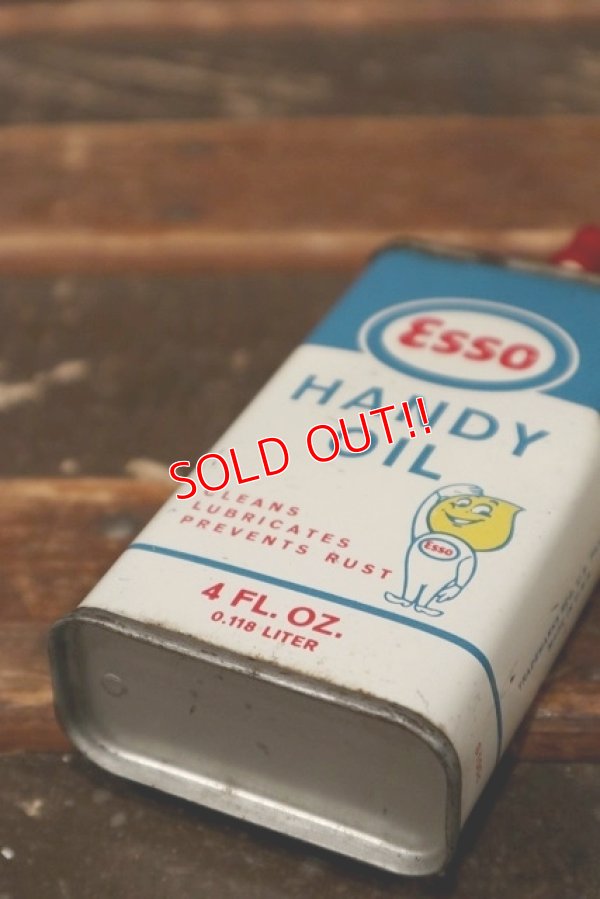 Esso
HANDY
OIL
SOLD OUT!!
CLEANS
LUBRICATES
PREVENTS RUST
Esso
4 FL. OZ.
0.118 LITER